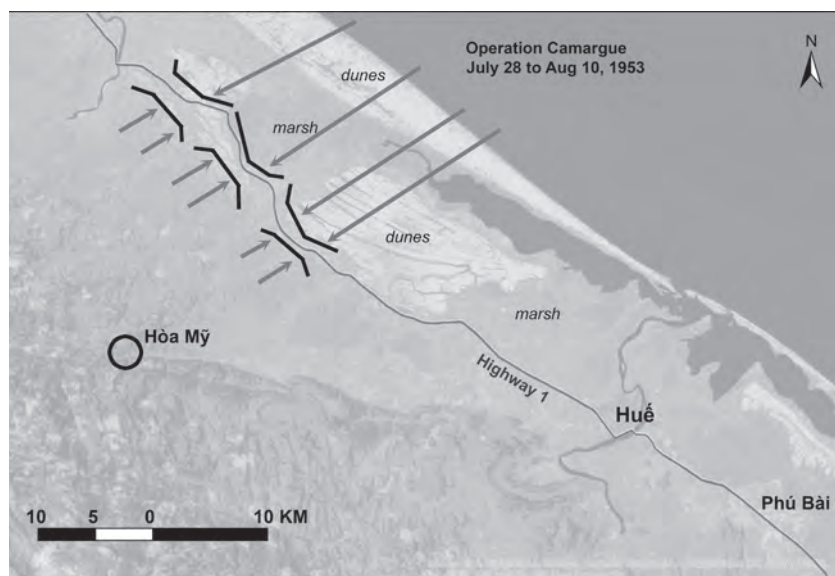 Operation Camargue
July 28 to Aug 10, 1953
N
dunes
marsh
dunes
marsh
Hòa Mỹ
Highway 1
Huế
Phú Bài
10 5 0 10 KM